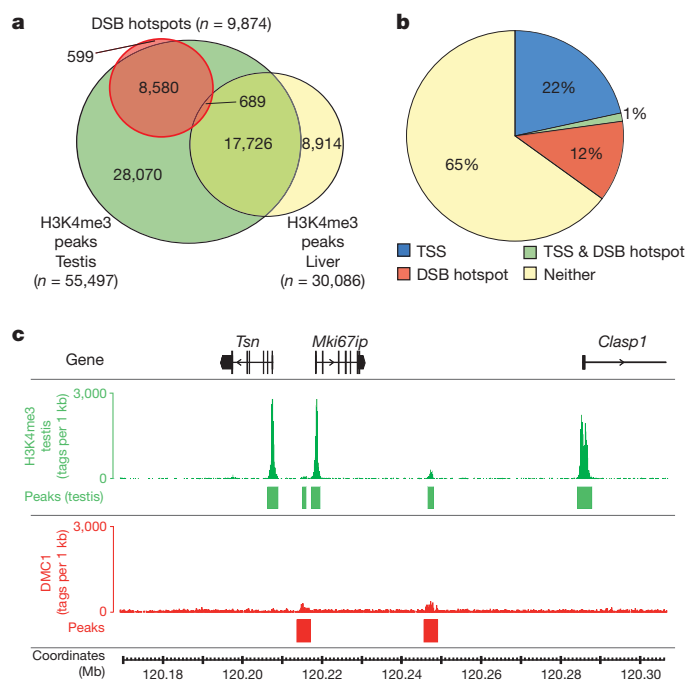 a
DSB hotspots (n = 9,874)
599
8,580
689
17,726
8,914
28,070
H3K4me3
peaks
Testis
(n = 55,497)
H3K4me3
peaks
Liver
(n = 30,086)
b
22%
1%
12%
65%
TSS
TSS & DSB hotspot
DSB hotspot
Neither
c
Gene
Tsn
Mki67ip
Clasp1
H3K4me3
testis
(tags per 1 kb)
3,000
0
Peaks (testis)
DMC1
(tags per 1 kb)
3,000
0
Peaks
Coordinates
(Mb)
120.18 120.20 120.22 120.24 120.26 120.28 120.30